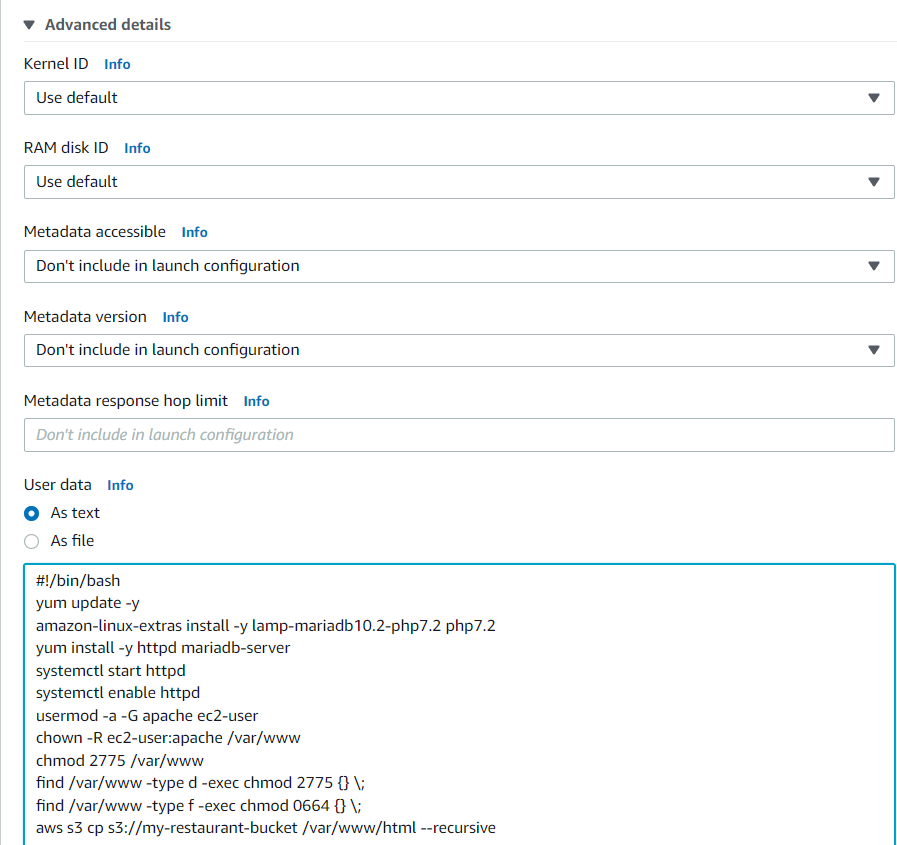 Advanced details
Kernel ID Info
Use default
RAM disk ID Info
Use default
Metadata accessible Info
Don't include in launch configuration
Metadata version Info
Don't include in launch configuration
Metadata response hop limit Info
Don't include in launch configuration
User data Info
As text
As file
#!/bin/bash
yum update -y
amazon-linux-extras install -y lamp-mariadb10.2-php7.2 php7.2
yum install -y httpd mariadb-server
systemctl start httpd
systemctl enable httpd
usermod -a -G apache ec2-user
chown -R ec2-user:apache /var/www
chmod 2775 /var/www
find /var/www -type d -exec chmod 2775 {} \;
find /var/www -type f -exec chmod 0664 {} \;
aws s3 cp s3://my-restaurant-bucket /var/www/html --recursive